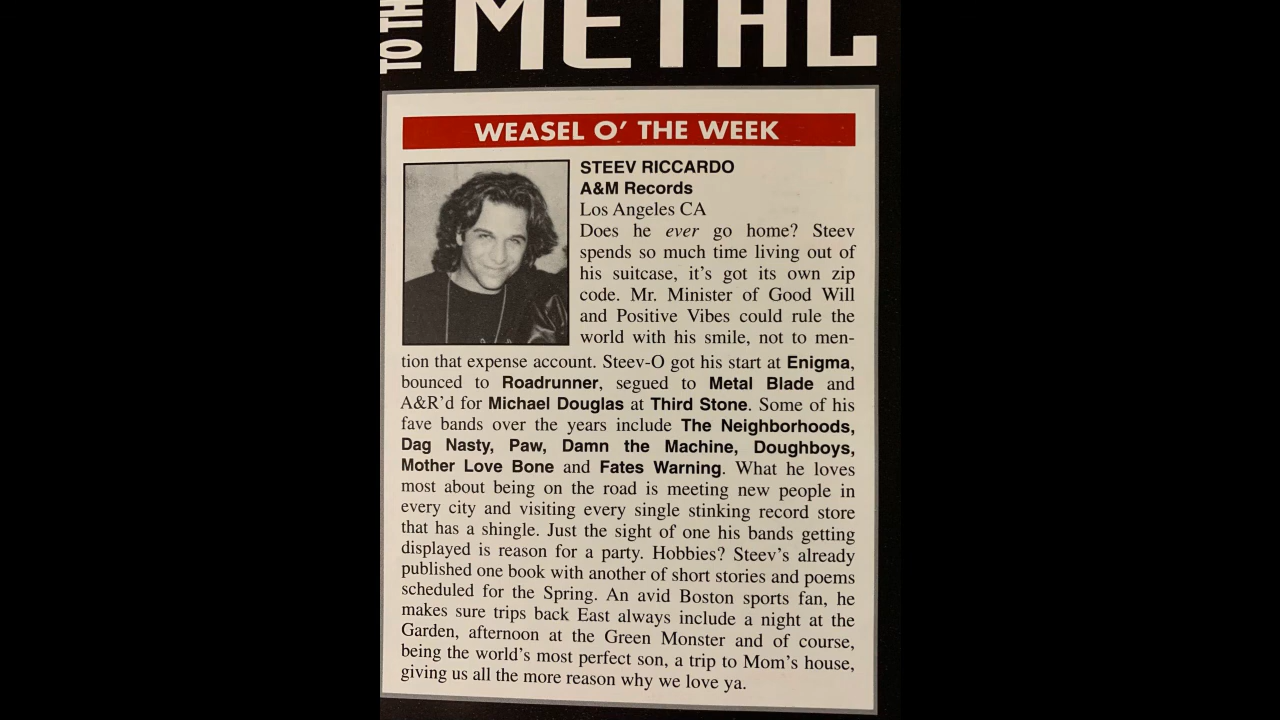 TO TH
METAL
WEASEL O' THE WEEK
STEEV RICCARDO
A&M Records
Los Angeles CA
Does he ever go home? Steev
spends so much time living out of
his suitcase, it's got its own zip
code. Mr. Minister of Good Will
and Positive Vibes could rule the
world with his smile, not to men-
tion that expense account. Steev-O got his start at Enigma,
bounced to Roadrunner, segued to Metal Blade and
A&R'd for Michael Douglas at Third Stone. Some of his
fave bands over the years include The Neighborhoods,
Dag Nasty, Paw, Damn the Machine, Doughboys,
Mother Love Bone and Fates Warning. What he loves
most about being on the road is meeting new people in
every city and visiting every single stinking record store
that has a shingle. Just the sight of one his bands getting
displayed is reason for a party. Hobbies? Steev's already
published one book with another of short stories and poems
scheduled for the Spring. An avid Boston sports fan, he
makes sure trips back East always include a night at the
Garden, afternoon at the Green Monster and of course,
being the world's most perfect son, a trip to Mom's house,
giving us all the more reason why we love ya.